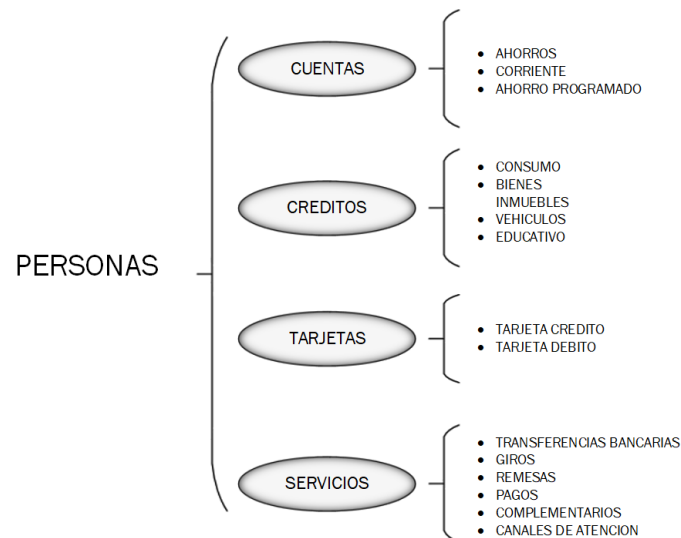 PERSONAS
CUENTAS
• AHORROS
• CORRIENTE
• AHORRO PROGRAMADO
CREDITOS
• CONSUMO
• BIENES
INMUEBLES
• VEHICULOS
• EDUCATIVO
TARJETAS
• TARJETA CREDITO
• TARJETA DEBITO
SERVICIOS
• TRANSFERENCIAS BANCARIAS
• GIROS
• REMESAS
• PAGOS
• COMPLEMENTARIOS
• CANALES DE ATENCION